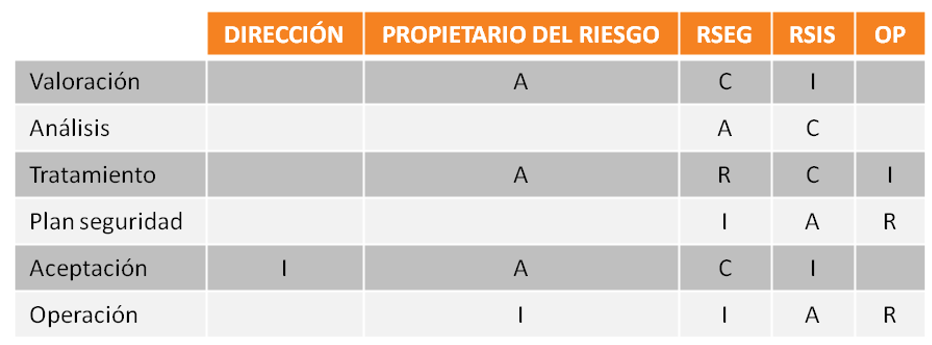 DIRECCIÓN PROPIETARIO DEL RIESGO RSEG RSIS OP
Valoración A C I
Análisis A C
Tratamiento A R C I
Plan seguridad I A R
Aceptación I A C I
Operación I I A R